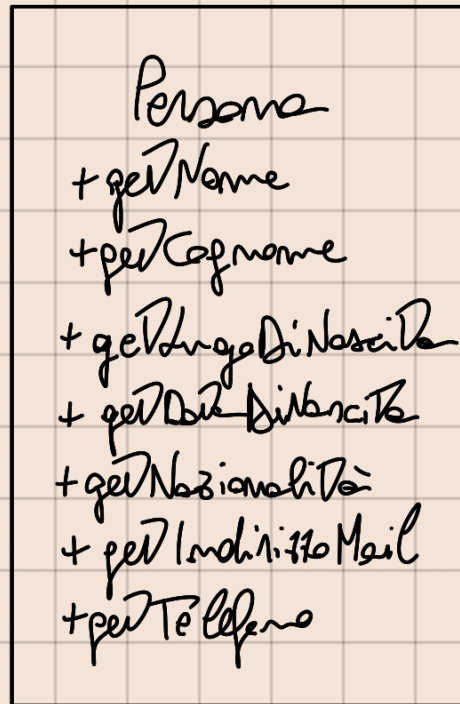 Persona
+ getNome
+ getCognome
+ getLuogoDiNascita
+ getDataDiNascita
+ getNazionalità
+ getIndirizzoMail
+ getTelefono